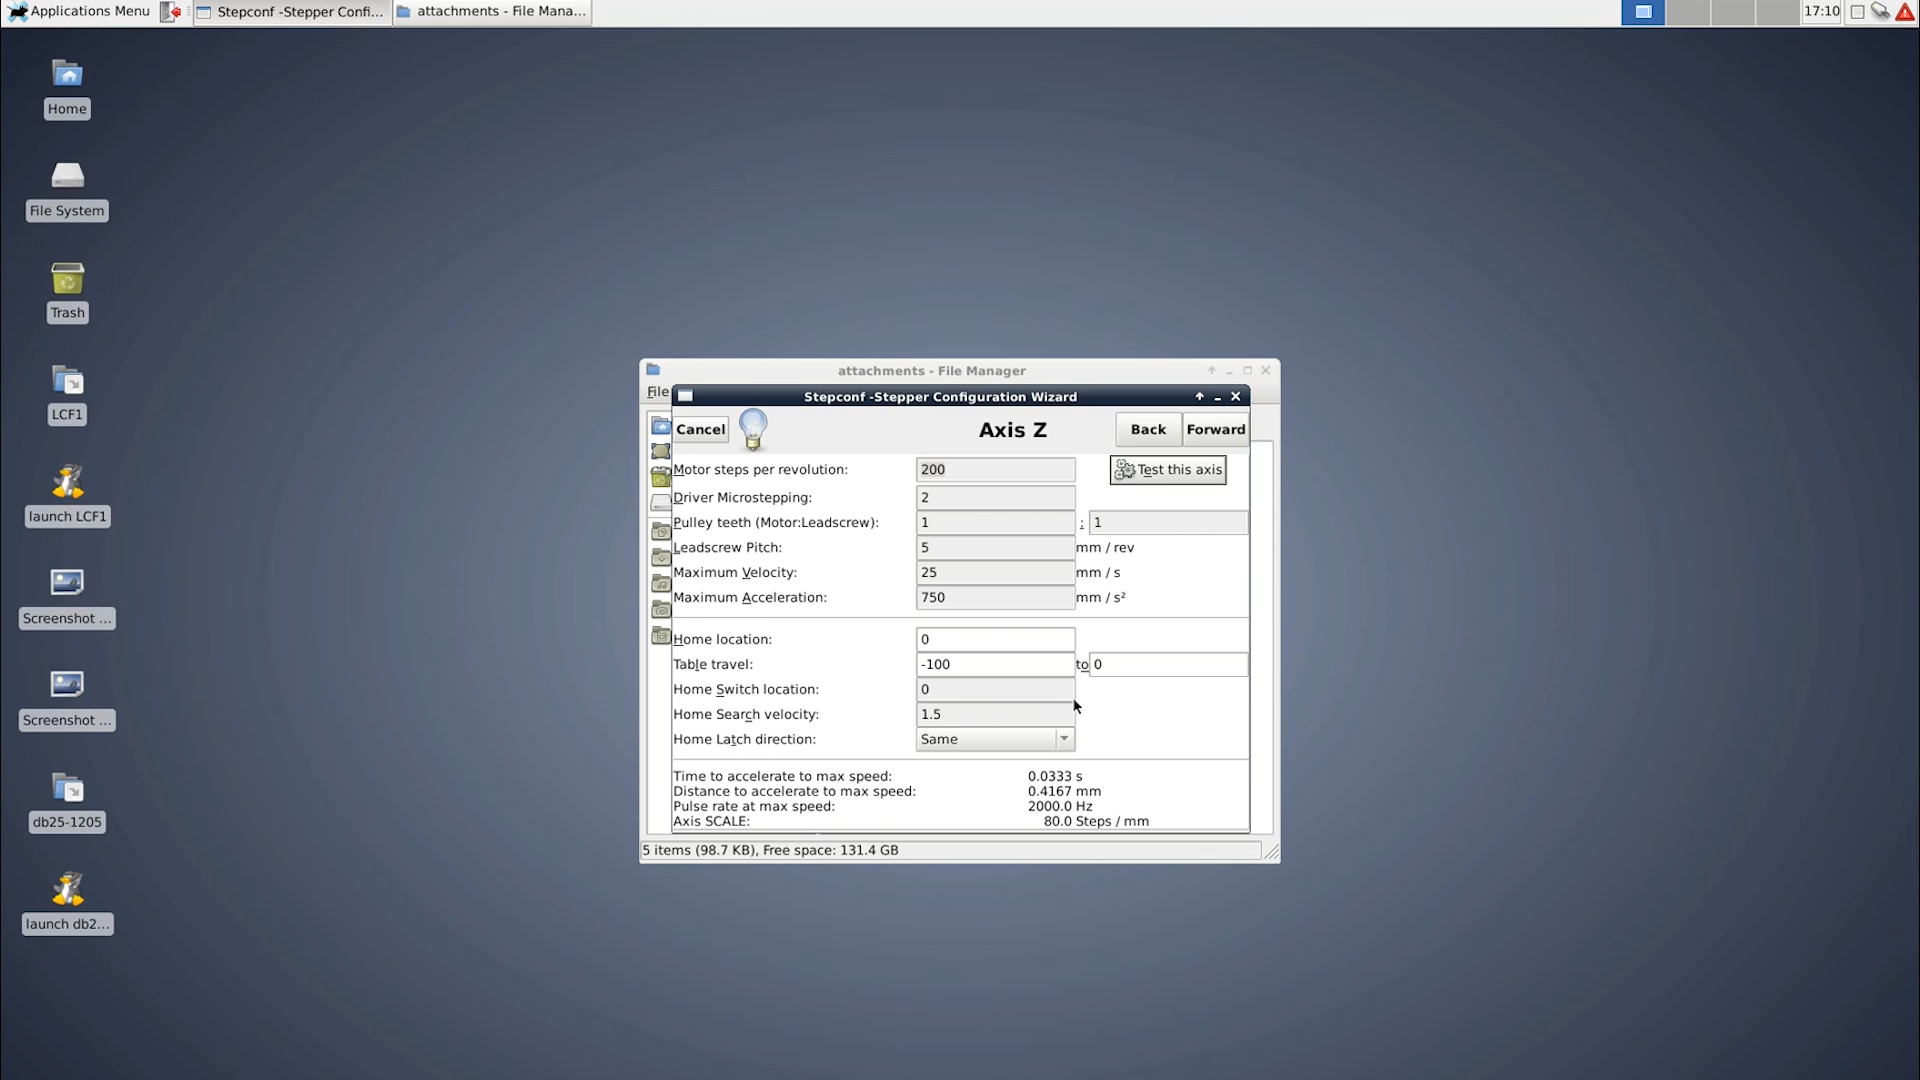 Applications Menu
Stepconf -Stepper Confi...
attachments - File Mana...
17:10
Home
File System
Trash
LCF1
launch LCF1
Screenshot ...
Screenshot ...
db25-1205
launch db2...
attachments - File Manager
File
Stepconf -Stepper Configuration Wizard
Cancel
Axis Z
Back
Forward
Motor steps per revolution: 200
Test this axis
Driver Microstepping: 2
Pulley teeth (Motor:Leadscrew): 1 : 1
Leadscrew Pitch: 5 mm / rev
Maximum Velocity: 25 mm / s
Maximum Acceleration: 750 mm / s²
Home location: 0
Table travel: -100 to 0
Home Switch location: 0
Home Search velocity: 1.5
Home Latch direction: Same
Time to accelerate to max speed: 0.0333 s
Distance to accelerate to max speed: 0.4167 mm
Pulse rate at max speed: 2000.0 Hz
Axis SCALE: 80.0 Steps / mm
5 items (98.7 KB), Free space: 131.4 GB